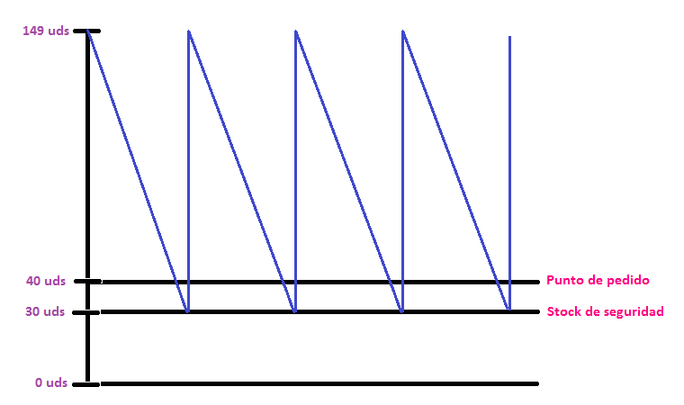 149 uds
40 uds
Punto de pedido
30 uds
Stock de seguridad
0 uds